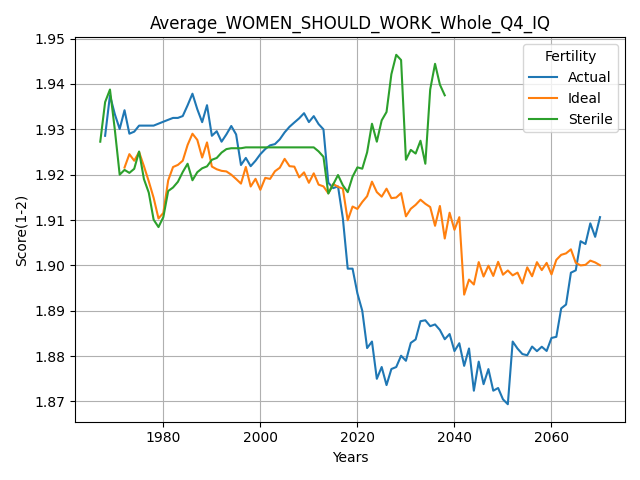 Average_WOMEN_SHOULD_WORK_Whole_Q4_IQ
Fertility
Actual
Ideal
Sterile
Score(1-2)
1.95
1.94
1.93
1.92
1.91
1.90
1.89
1.88
1.87
1980
2000
2020
2040
2060
Years